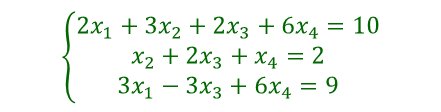 2x₁ + 3x₂ + 2x₃ + 6x₄ = 10
x₂ + 2x₃ + x₄ = 2
3x₁ − 3x₃ + 6x₄ = 9